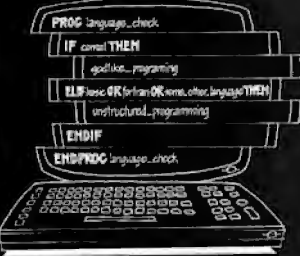 PROG language_check
IF comal THEN
godlike_programing
ELIF basic OR fortran OR some_other_language THEN
unstructured_programming
ENDIF
ENDPROG language_check